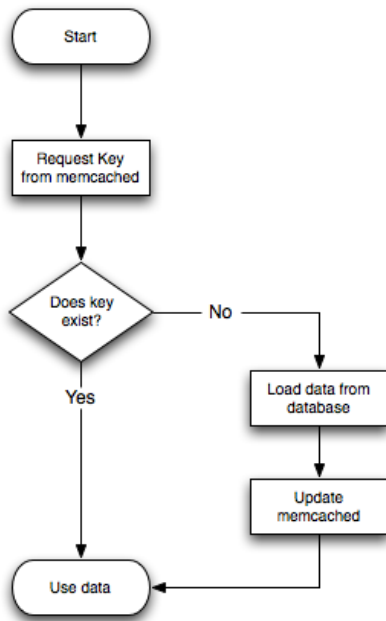 Start
Request Key
from memcached
Does key
exist?
No
Yes
Load data from
database
Update
memcached
Use data